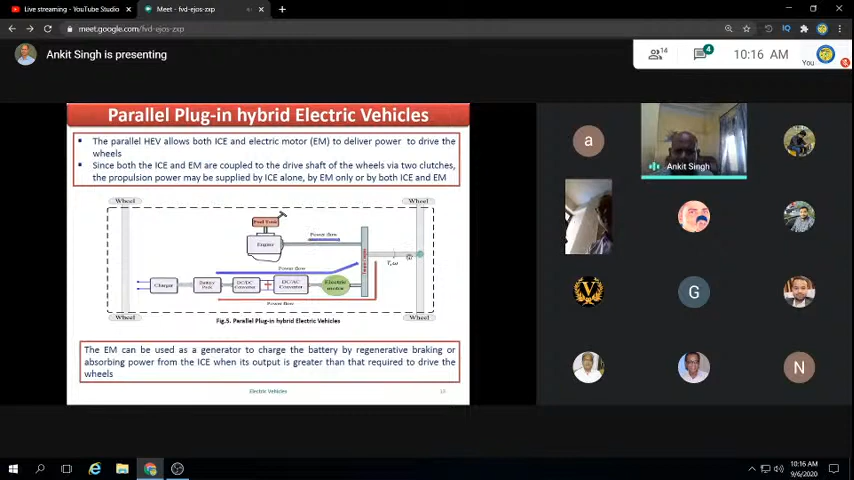 Live streaming - YouTube Studio
Meet - fvd-ejos-zxp
meet.google.com/fvd-ejos-zxp
Ankit Singh is presenting
14
4
10:16 AM
You
Parallel Plug-in hybrid Electric Vehicles
The parallel HEV allows both ICE and electric motor (EM) to deliver power to drive the
wheels
Since both the ICE and EM are coupled to the drive shaft of the wheels via two clutches,
the propulsion power may be supplied by ICE alone, by EM only or by both ICE and EM
Wheel
Wheel
Fuel Tank
Power flow
Engine
T,ω
Power flow
Charger
Battery
Pack
DC/DC
Converter
DC/AC
Converter
Electric
motor
Power flow
Wheel
Wheel
Fig.5. Parallel Plug-in hybrid Electric Vehicles
The EM can be used as a generator to charge the battery by regenerative braking or
absorbing power from the ICE when its output is greater than that required to drive the
wheels
Electric Vehicles
a
Ankit Singh
V
G
N
10:16 AM
9/6/2020